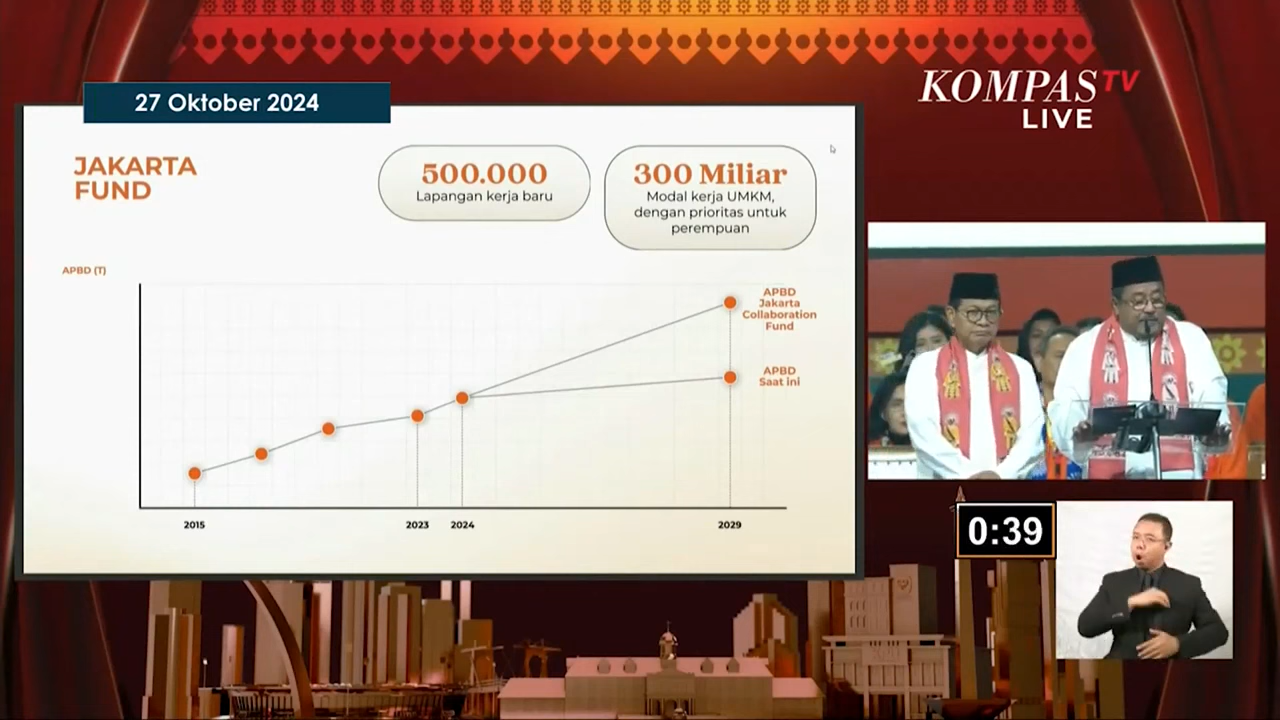 KOMPAS TV
LIVE
27 Oktober 2024
JAKARTA
FUND
500.000
Lapangan kerja baru
300 Miliar
Modal kerja UMKM,
dengan prioritas untuk
perempuan
APBD (T)
APBD
Jakarta
Collaboration
Fund
APBD
Saat ini
2015
2023
2024
2029
0:39